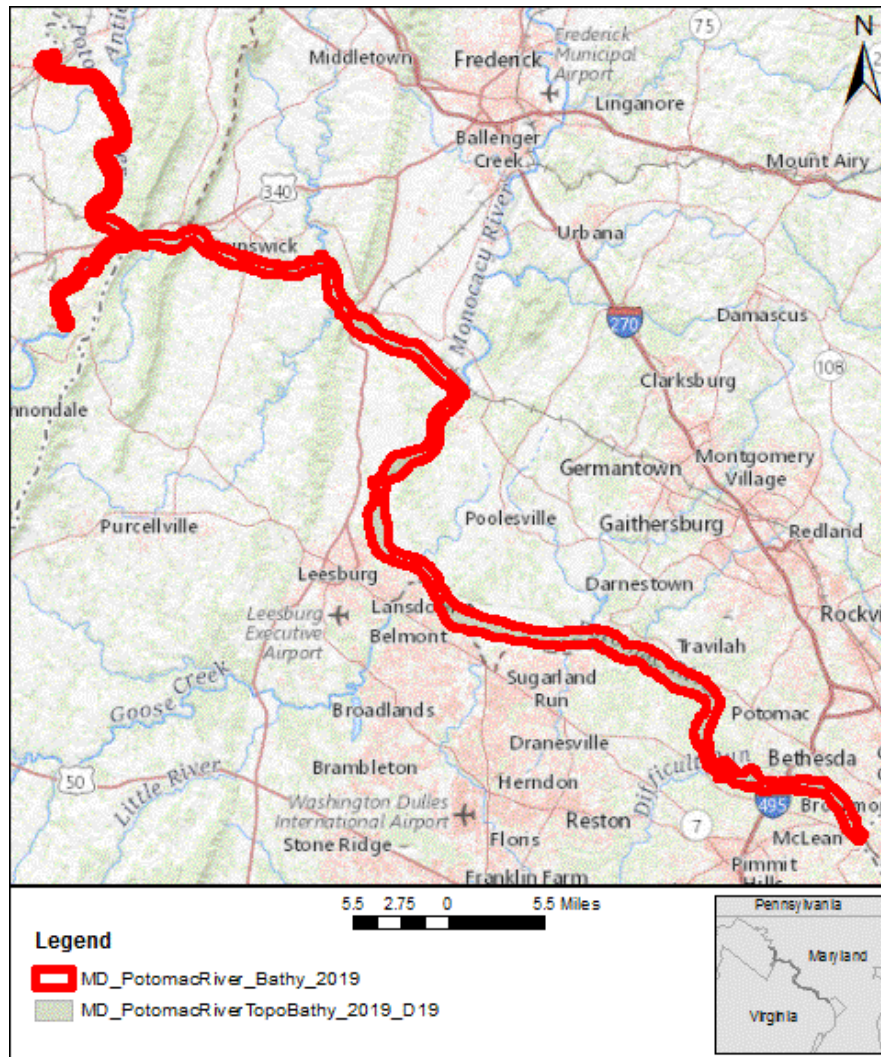 N
75
Frederick
Municipal
Airport
Middletown
Frederick
Linganore
Ballenger
Creek
Mount Airy
340
unswick
Urbana
Monocacu River
270
Damascus
108
Clarksburg
nnondale
Montgomery
Village
Germantown
Gaithersburg
Redland
Purcellville
Poolesville
Leesburg
Darnestown
Rockvi
Leesburg
Executive
Airport
Belmont
Travilah
Sugarland
Run
Goose Creek
Broadlands
Potomac
Dranesville
Bethesda
50
Little River
Brambleton
Herndon
495
Washington Dulles
International Airport
Reston
7
McLean
Stone Ridge
Floris
Pimmit
Hills
Franklin Farm
5.5 2.75 0 5.5 Miles
Legend
MD_PotomacRiver_Bathy_2019
MD_PotomacRiverTopoBathy_2019_D19
Pennsylvania
Maryland
Virginia